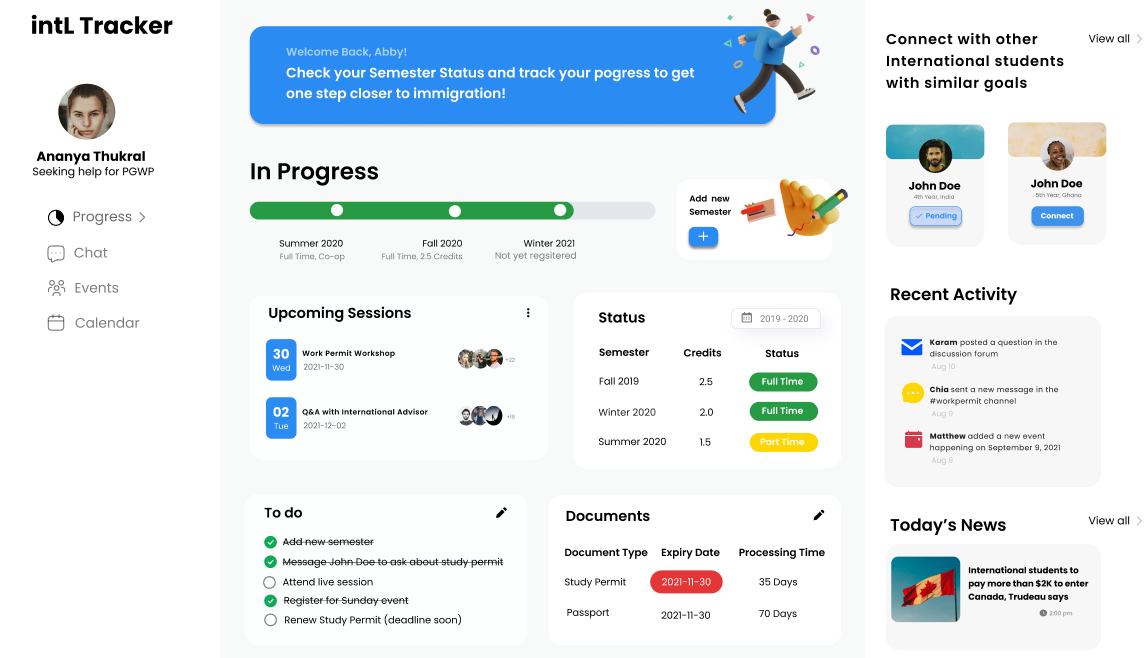 intL Tracker
Ananya Thukral
Seeking help for PGWP
Progress
Chat
Events
Calendar
Welcome Back, Abby!
Check your Semester Status and track your pogress to get
one step closer to immigration!
In Progress
Summer 2020
Full Time, Co-op
Fall 2020
Full Time, 2.5 Credits
Winter 2021
Not yet regsitered
Add new
Semester
Upcoming Sessions
30
Wed
Work Permit Workshop
2021-11-30
+22
02
Tue
Q&A with International Advisor
2021-12-02
+19
Status
2019 - 2020
Semester Credits Status
Fall 2019 2.5 Full Time
Winter 2020 2.0 Full Time
Summer 2020 1.5 Part Time
To do
Add new semester
Message John Doe to ask about study permit
Attend live session
Register for Sunday event
Renew Study Permit (deadline soon)
Documents
Document Type Expiry Date Processing Time
Study Permit 2021-11-30 35 Days
Passport 2021-11-30 70 Days
Connect with other
International students
with similar goals
View all
John Doe
4th Year, India
Pending
John Doe
5th Year, Ghana
Connect
Recent Activity
Karam posted a question in the
discussion forum
Aug 10
Chia sent a new message in the
#workpermit channel
Aug 9
Matthew added a new event
happening on September 9, 2021
Aug 8
Today's News
View all
International students to
pay more than $2K to enter
Canada, Trudeau says
2:00 pm